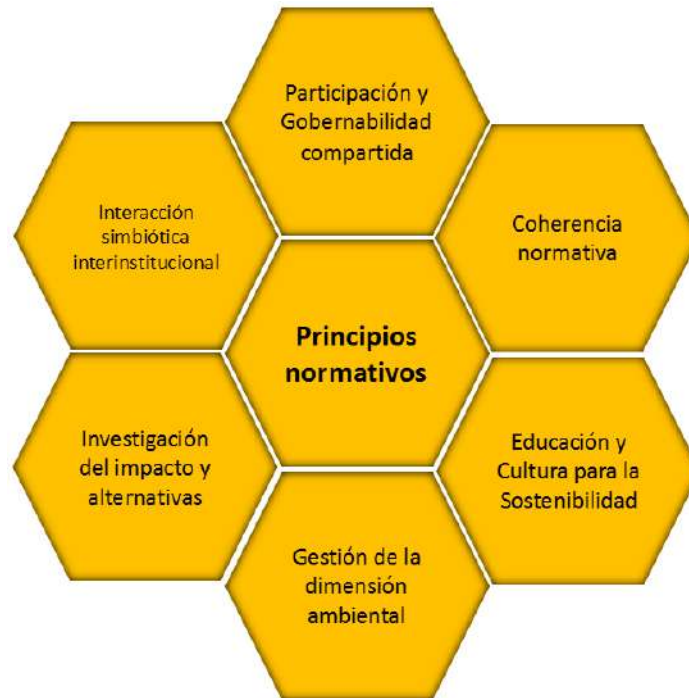 Participación y
Gobernabilidad
compartida
Interacción
simbiótica
interinstitucional
Coherencia
normativa
Principios
normativos
Investigación
del impacto y
alternativas
Educación y
Cultura para la
Sostenibilidad
Gestión de la
dimensión
ambiental